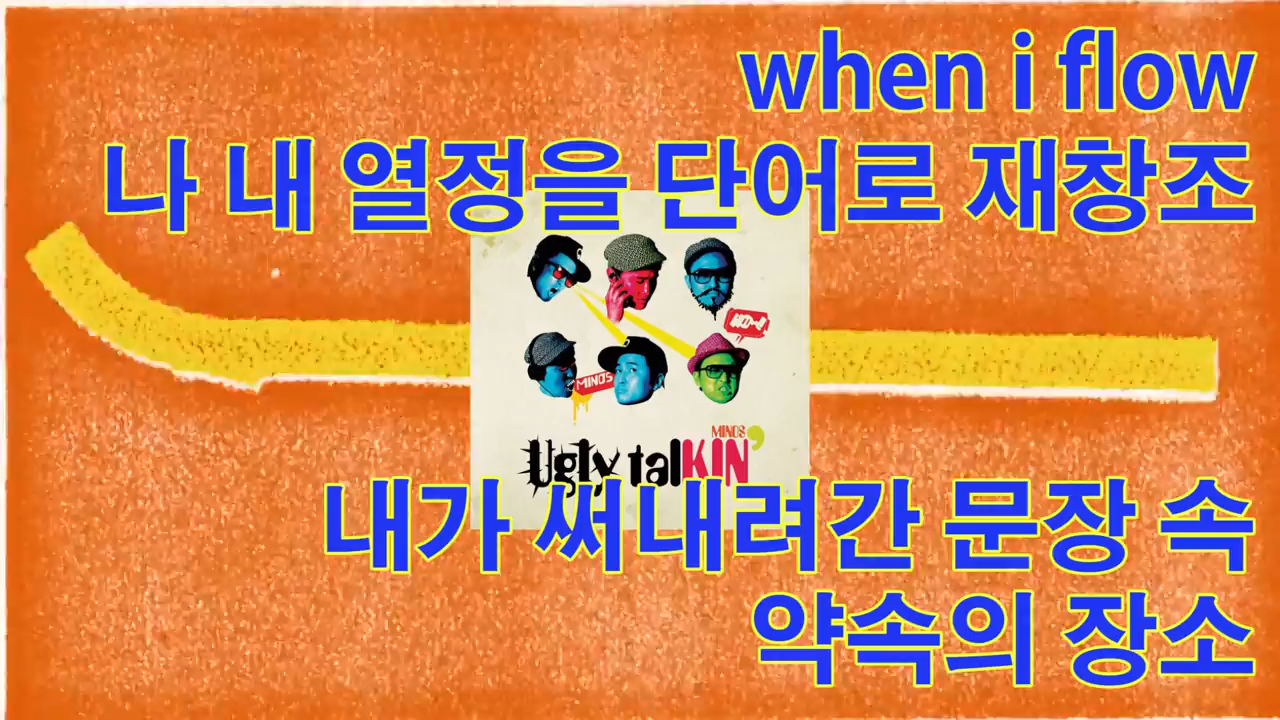 when i flow
나 내 열정을 단어로 재창조
MINOS
MINOS
Ugly talKIN'
내가 써내려간 문장 속
약속의 장소